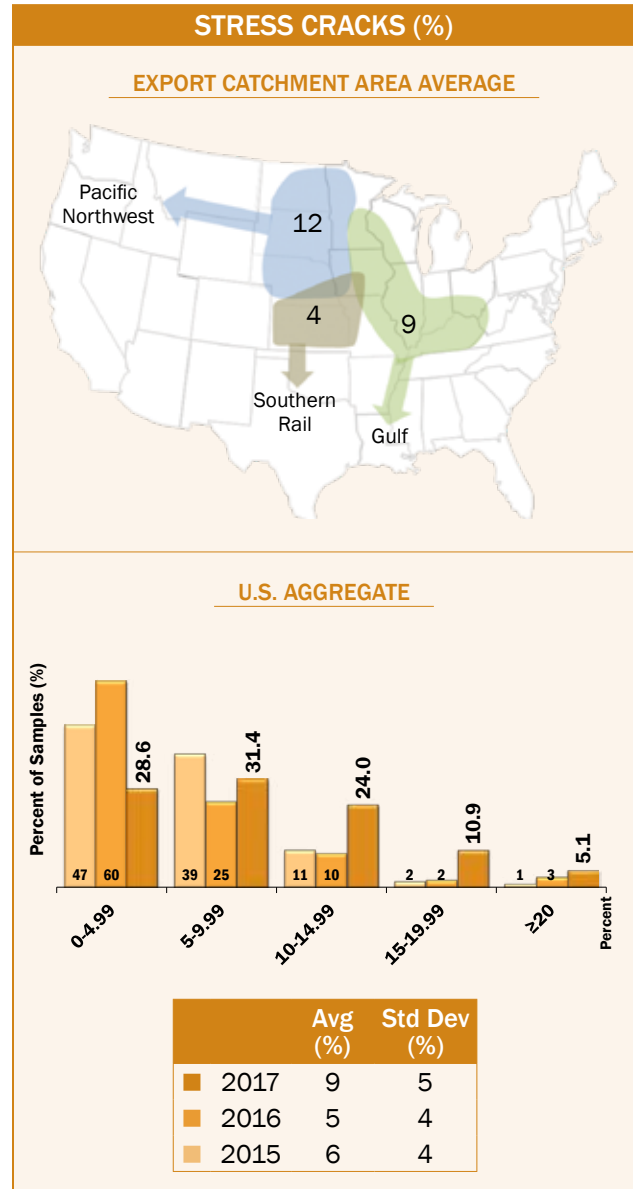 STRESS CRACKS (%)
EXPORT CATCHMENT AREA AVERAGE
Pacific
Northwest
12
4
9
Southern
Rail
Gulf
U.S. AGGREGATE
Percent of Samples (%)
47
60
28.6
39
25
31.4
11
10
24.0
2
2
10.9
1
3
5.1
0-4.99
5-9.99
10-14.99
15-19.99
≥20
Percent
Avg Std Dev
(%) (%)
2017 9 5
2016 5 4
2015 6 4